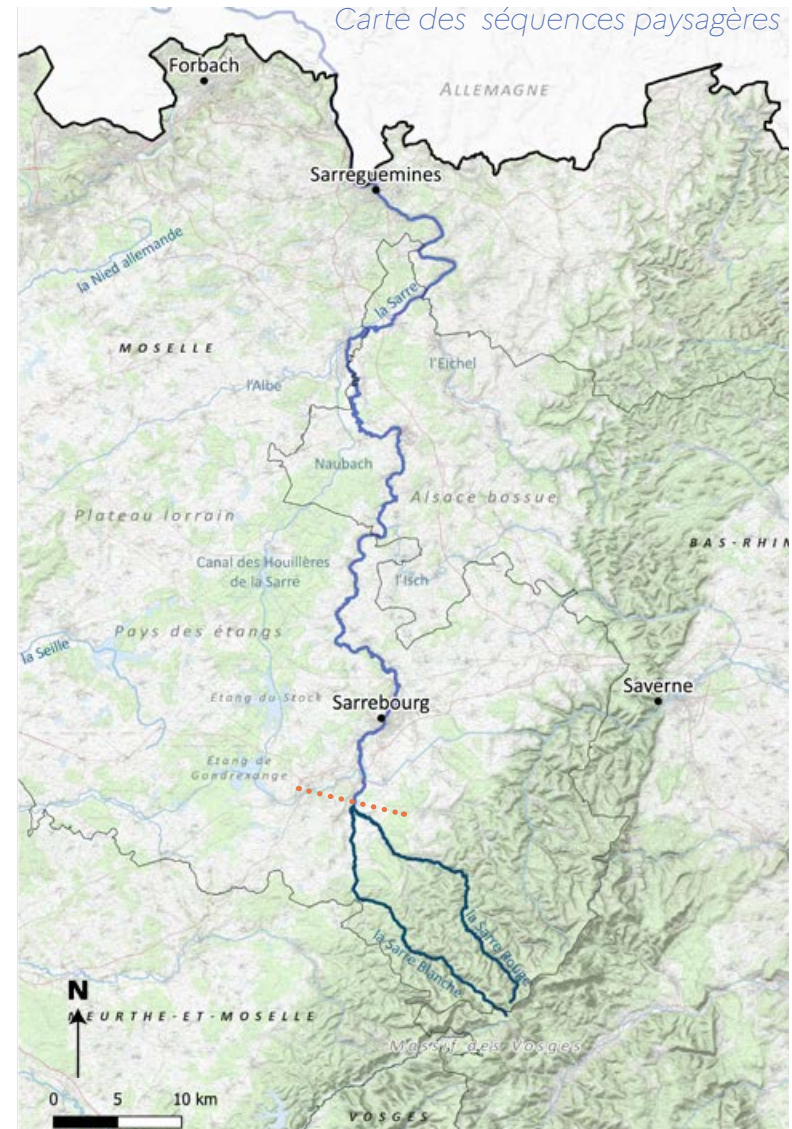 Carte des séquences paysagères
Forbach
ALLEMAGNE
Sarreguemines
la Nied allemande
la Sarre
MOSELLE
l'Eichel
l'Albe
Naubach
Alsace bossue
Plateau lorrain
BAS-RHIN
Canal des Houillères
de la Sarre
l'Isch
Pays des étangs
la Seille
Saverne
Etang du Stock
Sarrebourg
Etang de
Gondrexange
la Sarre Rouge
la Sarre Blanche
N
MEURTHE-ET-MOSELLE
Massif des Vosges
0 5 10 km
VOSGES